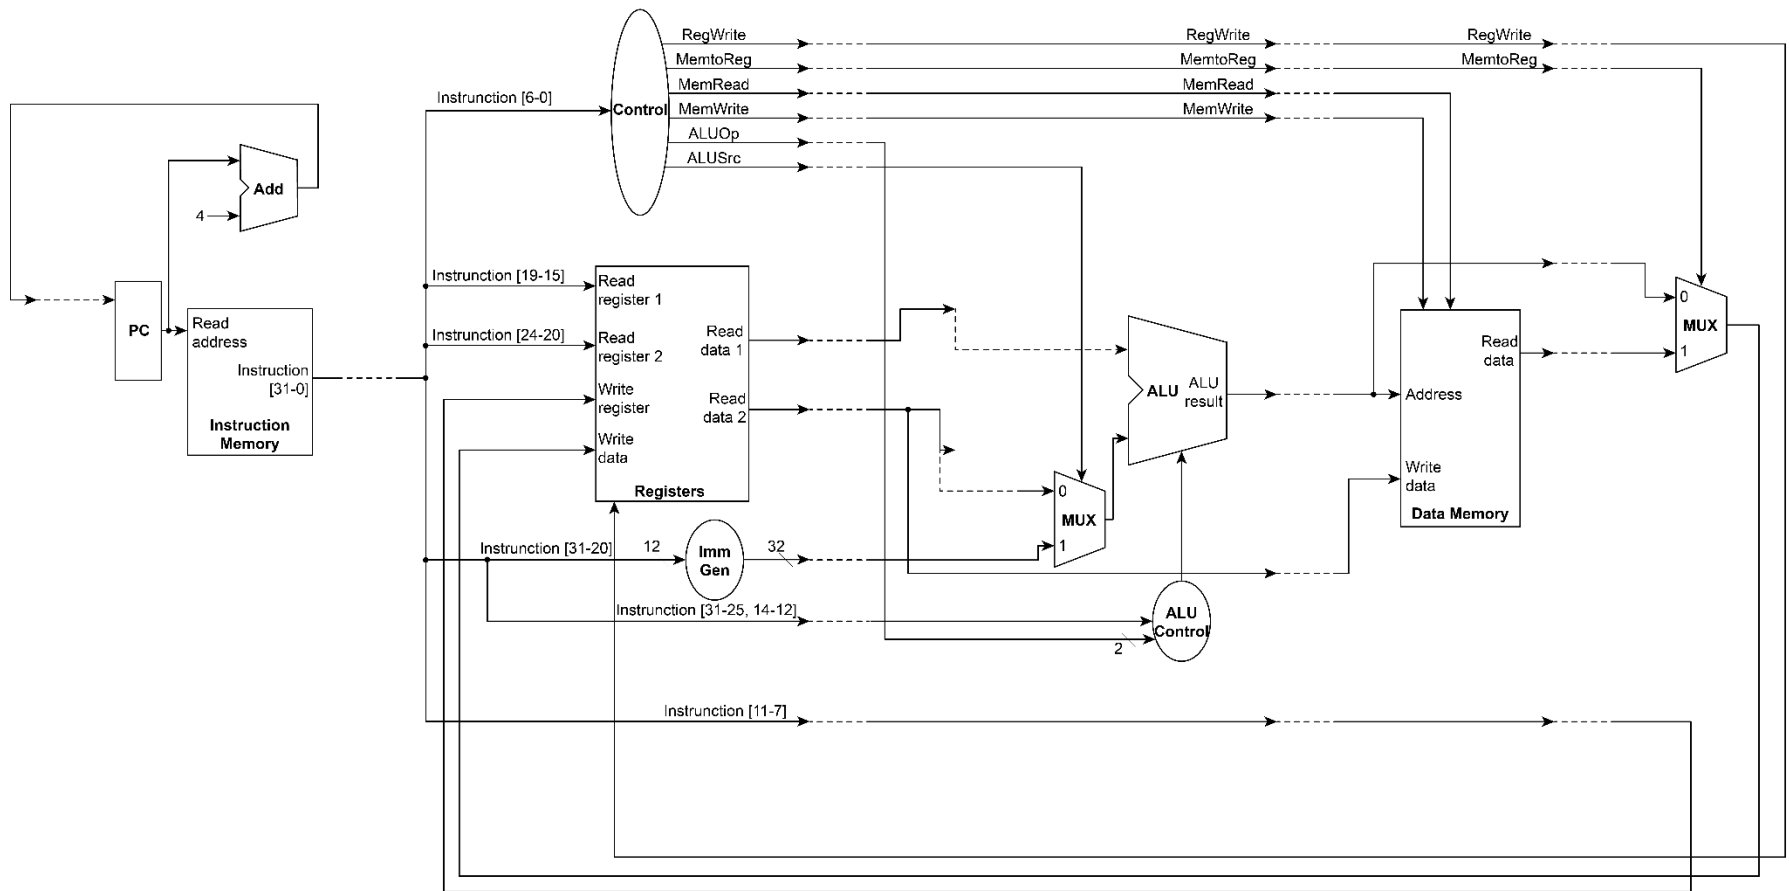 RegWrite RegWrite RegWrite
MemtoReg MemtoReg MemtoReg
MemRead MemRead
MemWrite MemWrite
ALUOp
ALUSrc
Instrunction [6-0]
Control
Add
4
PC
Read
address
Instruction
[31-0]
Instruction
Memory
Instrunction [19-15]
Instrunction [24-20]
Read
register 1
Read
register 2
Write
register
Write
data
Read
data 1
Read
data 2
Registers
Instrunction [31-20] 12
Imm
Gen
32
Instrunction [31-25, 14-12]
Instrunction [11-7]
0
MUX
1
ALU
ALU
result
ALU
Control
2
Address
Read
data
Write
data
Data Memory
0
MUX
1